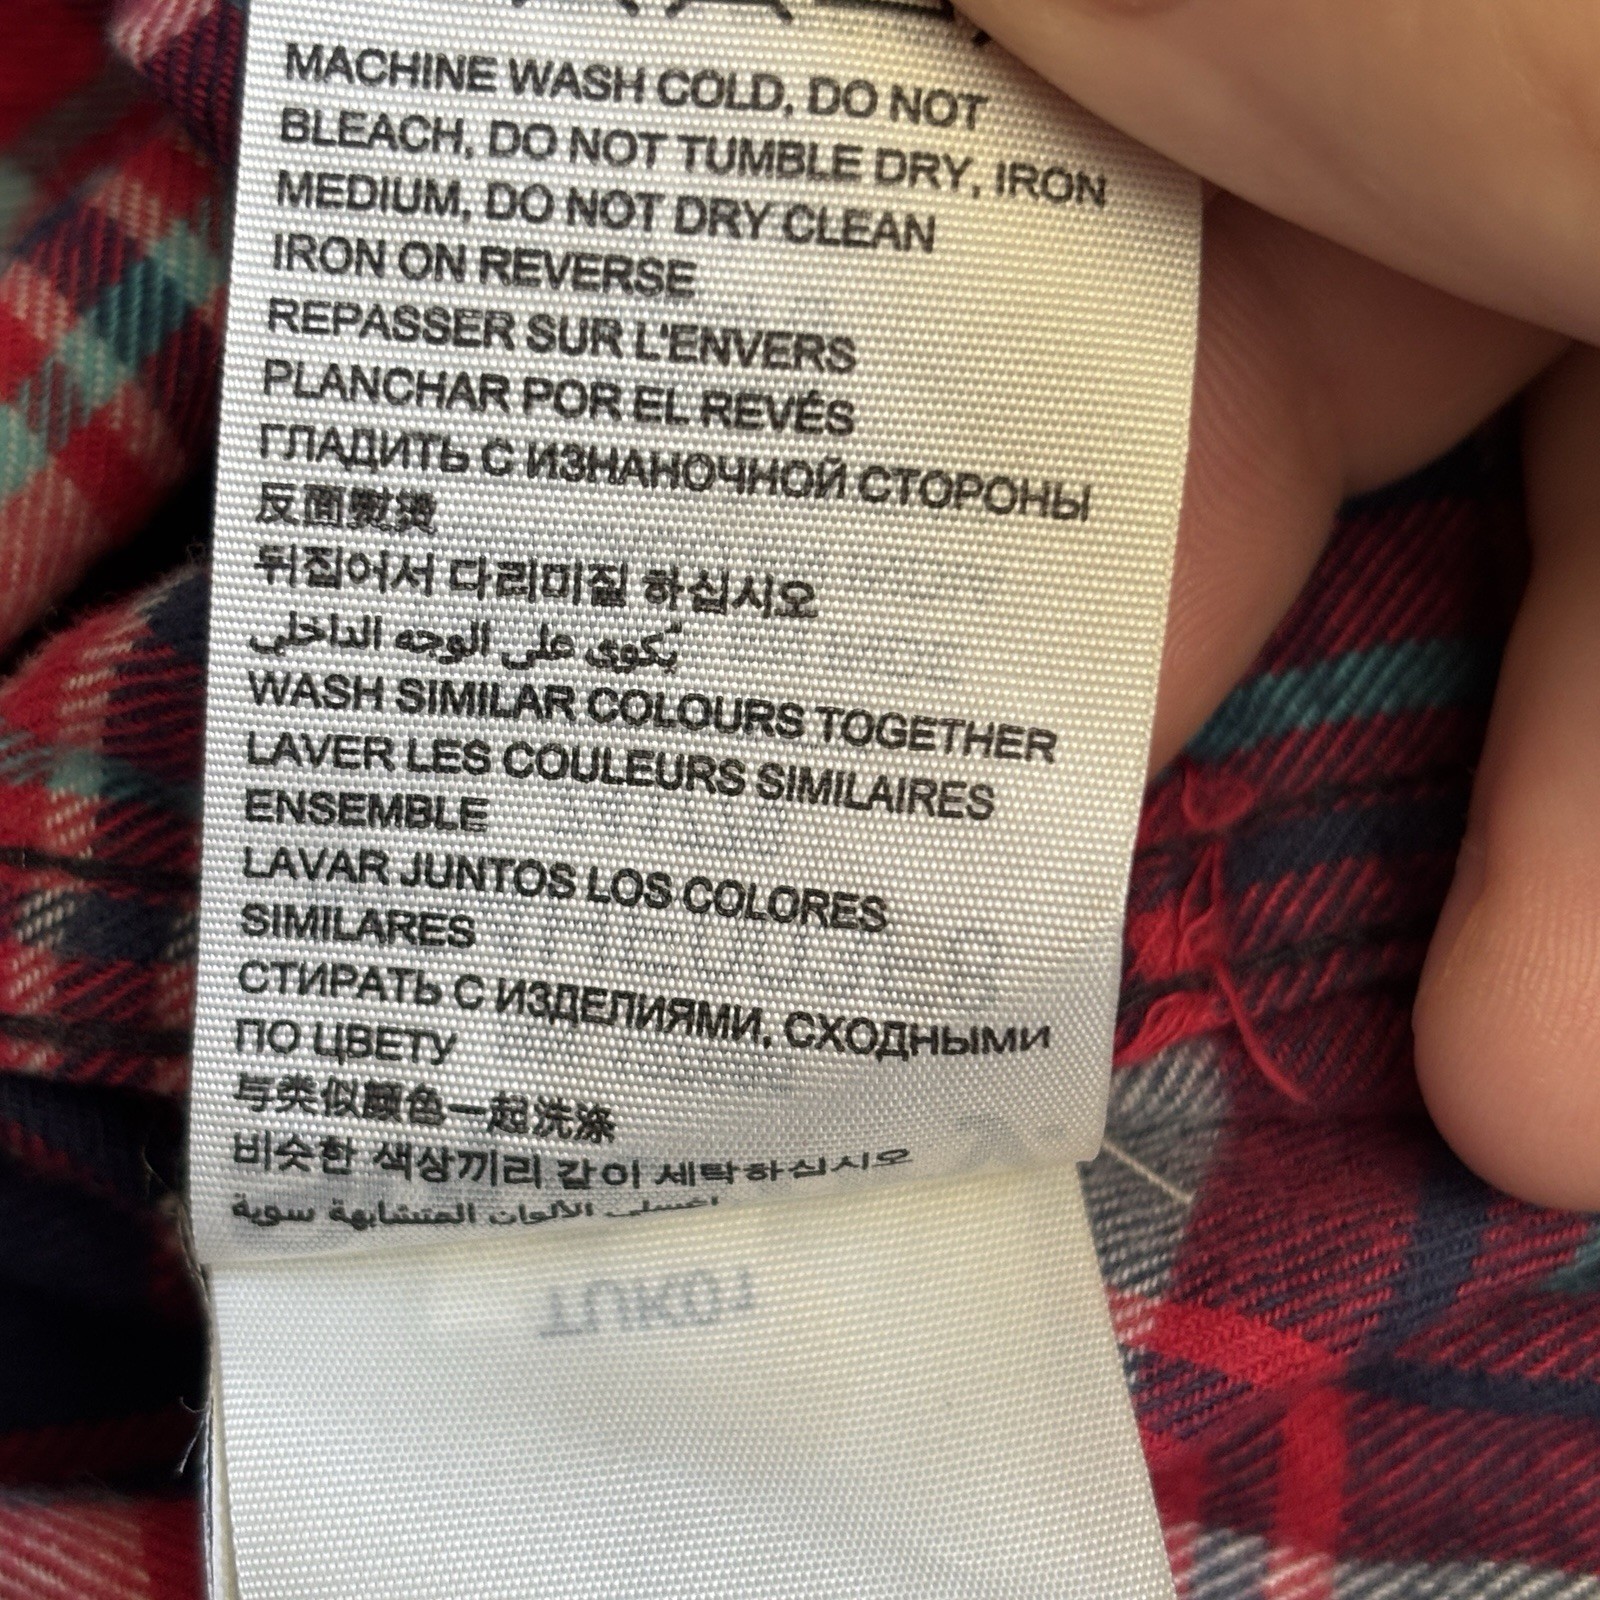 MACHINE WASH COLD, DO NOT
BLEACH, DO NOT TUMBLE DRY, IRON
MEDIUM, DO NOT DRY CLEAN
IRON ON REVERSE
REPASSER SUR L'ENVERS
PLANCHAR POR EL REVÉS
ГЛАДИТЬ С ИЗНАНОЧНОЙ СТОРОНЫ
反面熨烫
뒤집어서 다리미질 하십시오
يكوى على الوجه الداخلي
WASH SIMILAR COLOURS TOGETHER
LAVER LES COULEURS SIMILAIRES
ENSEMBLE
LAVAR JUNTOS LOS COLORES
SIMILARES
СТИРАТЬ С ИЗДЕЛИЯМИ, СХОДНЫМИ
ПО ЦВЕТУ
与类似颜色一起洗涤
비슷한 색상끼리 같이 세탁하십시오
اغسلي الألوان المتشابهة سوية